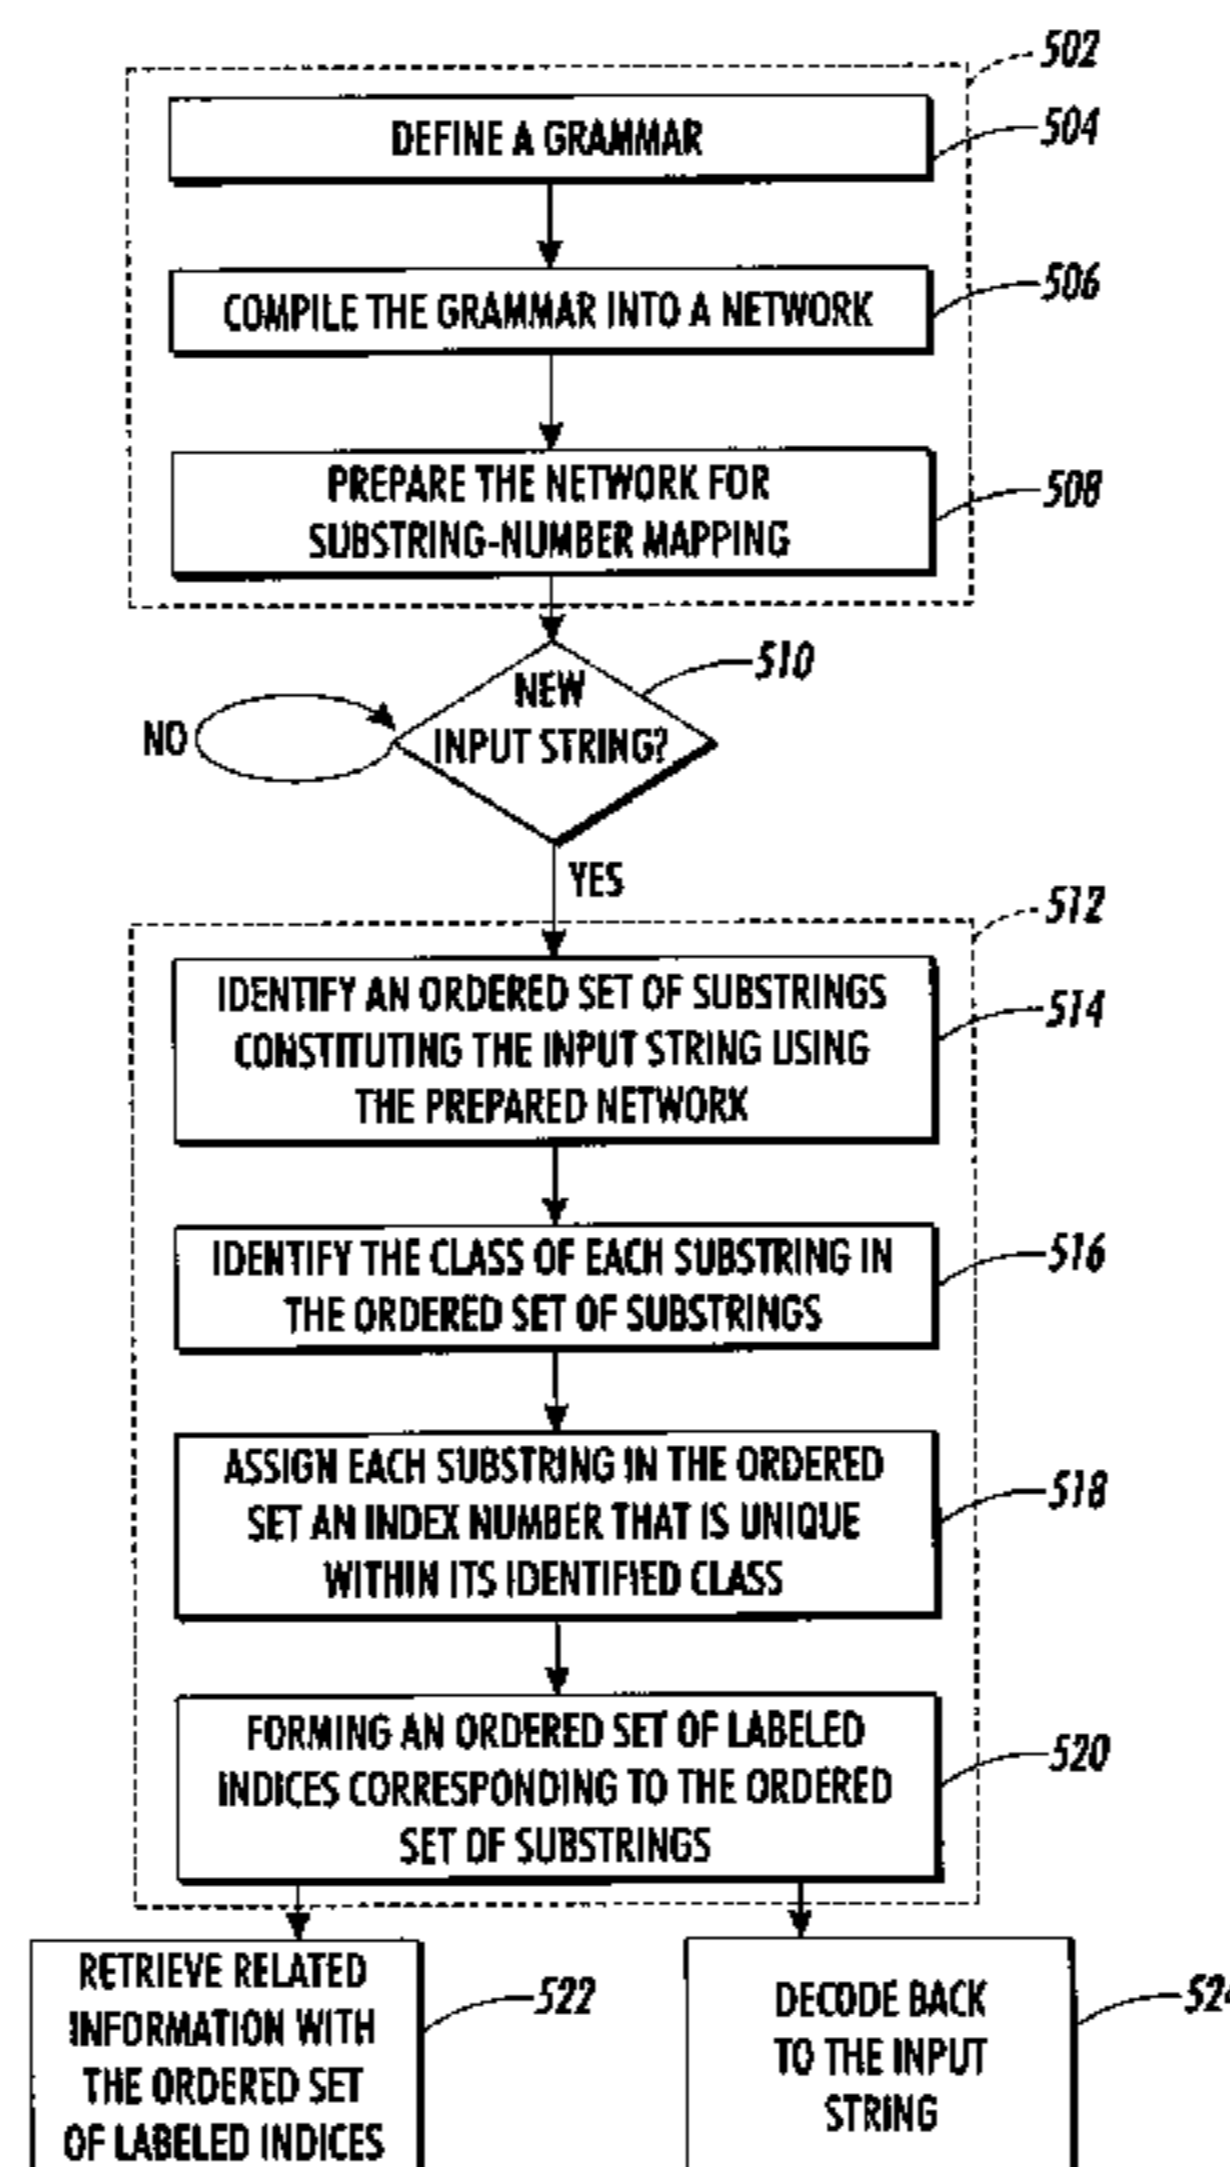 502
DEFINE A GRAMMAR
504
COMPILE THE GRAMMAR INTO A NETWORK
506
PREPARE THE NETWORK FOR
SUBSTRING-NUMBER MAPPING
508
NEW
INPUT STRING?
510
NO
YES
512
IDENTIFY AN ORDERED SET OF SUBSTRINGS
CONSTITUTING THE INPUT STRING USING
THE PREPARED NETWORK
514
IDENTIFY THE CLASS OF EACH SUBSTRING IN
THE ORDERED SET OF SUBSTRINGS
516
ASSIGN EACH SUBSTRING IN THE ORDERED
SET AN INDEX NUMBER THAT IS UNIQUE
WITHIN ITS IDENTIFIED CLASS
518
FORMING AN ORDERED SET OF LABELED
INDICES CORRESPONDING TO THE ORDERED
SET OF SUBSTRINGS
520
RETRIEVE RELATED
INFORMATION WITH
THE ORDERED SET
OF LABELED INDICES
522
DECODE BACK
TO THE INPUT
STRING